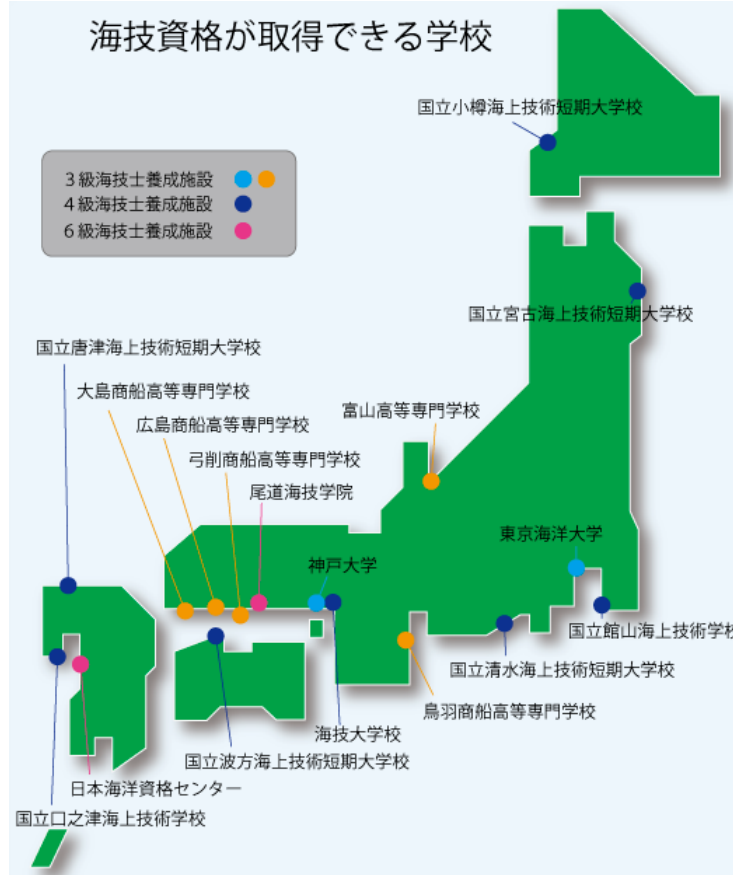 海技資格が取得できる学校
国立小樽海上技術短期大学校
3級海技士養成施設
4級海技士養成施設
6級海技士養成施設
国立宮古海上技術短期大学校
国立唐津海上技術短期大学校
大島商船高等専門学校
富山高等専門学校
広島商船高等専門学校
弓削商船高等専門学校
尾道海技学院
東京海洋大学
神戸大学
国立館山海上技術学校
国立清水海上技術短期大学校
鳥羽商船高等専門学校
海技大学校
国立波方海上技術短期大学校
日本海洋資格センター
国立口之津海上技術学校